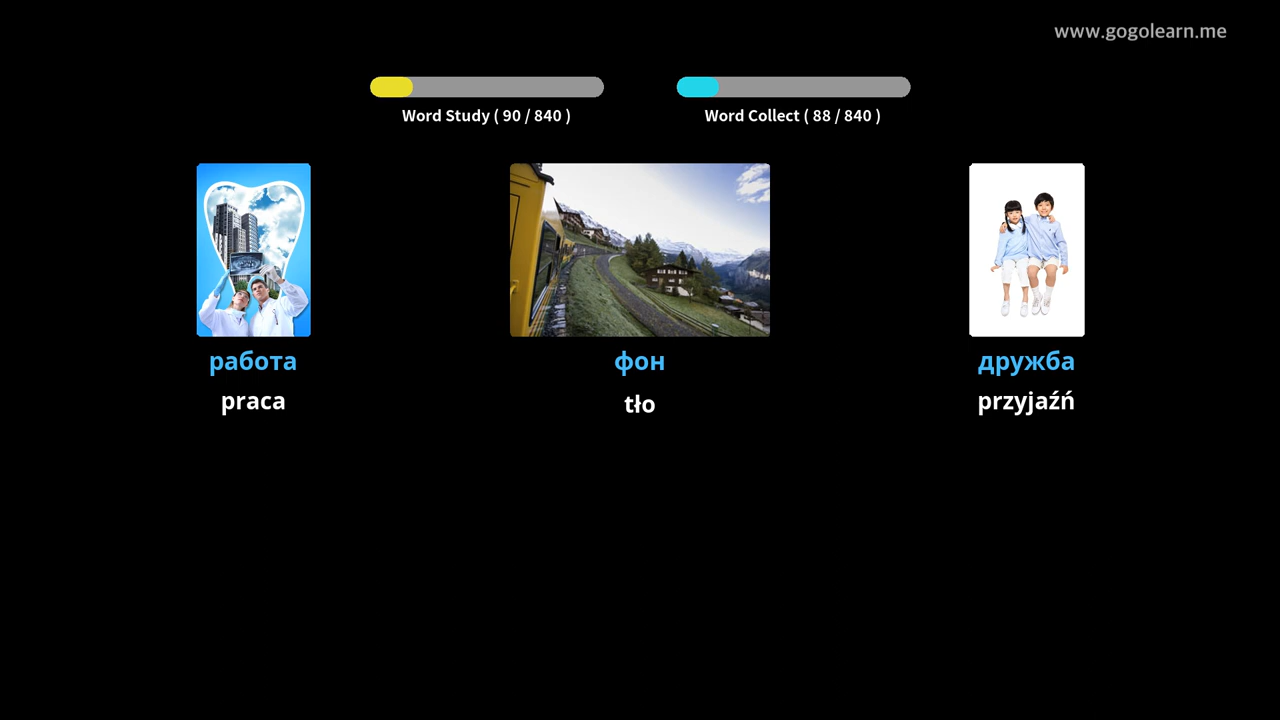 www.gogolearn.me
Word Study ( 90 / 840 )
Word Collect ( 88 / 840 )
работа
фон
дружба
praca
tło
przyjaźń